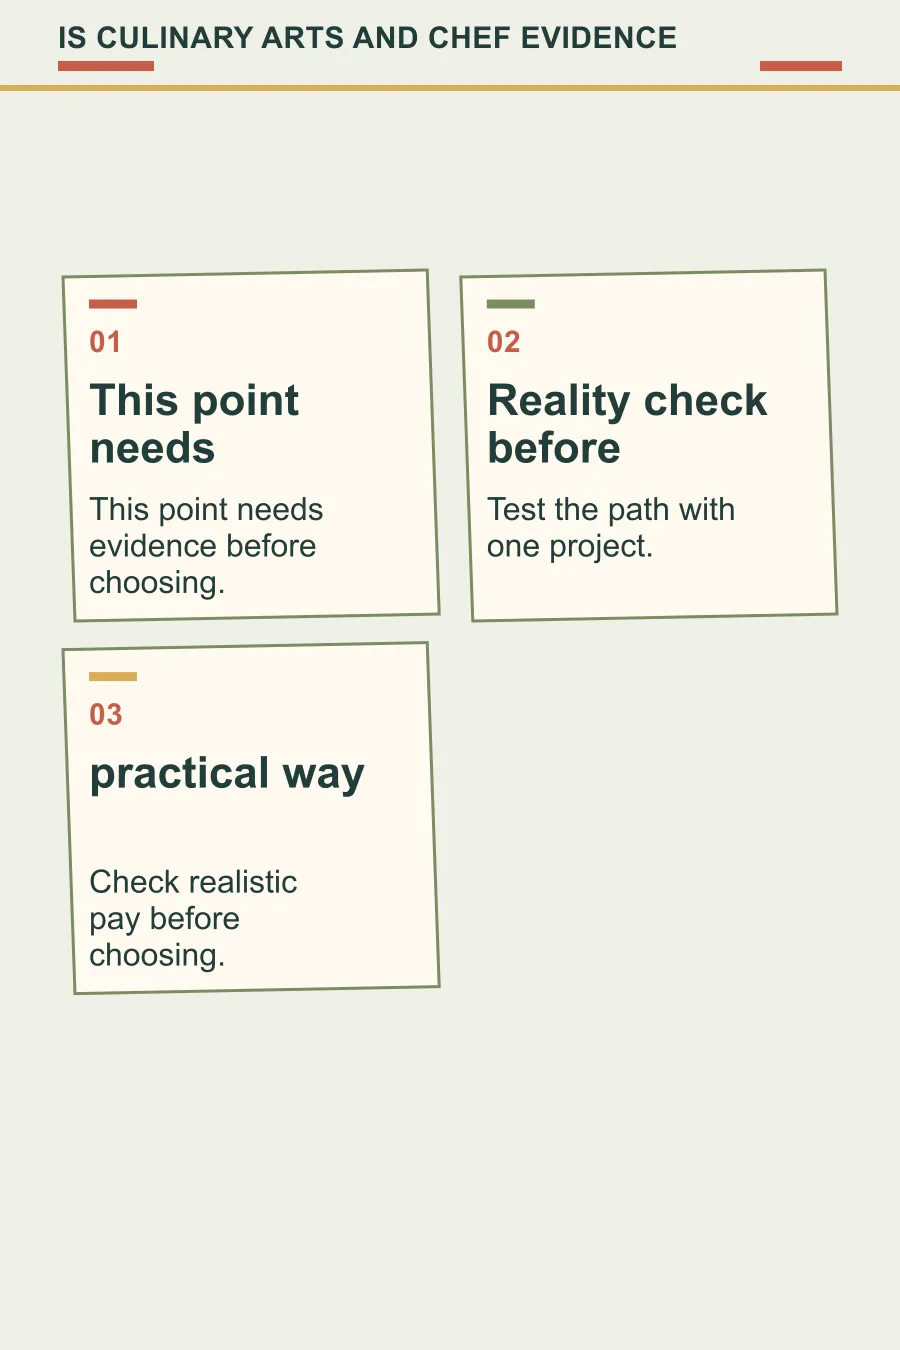 IS CULINARY ARTS AND CHEF EVIDENCE
01
This point
needs
This point needs
evidence before
choosing.
02
Reality check
before
Test the path with
one project.
03
practical way
Check realistic
pay before
choosing.